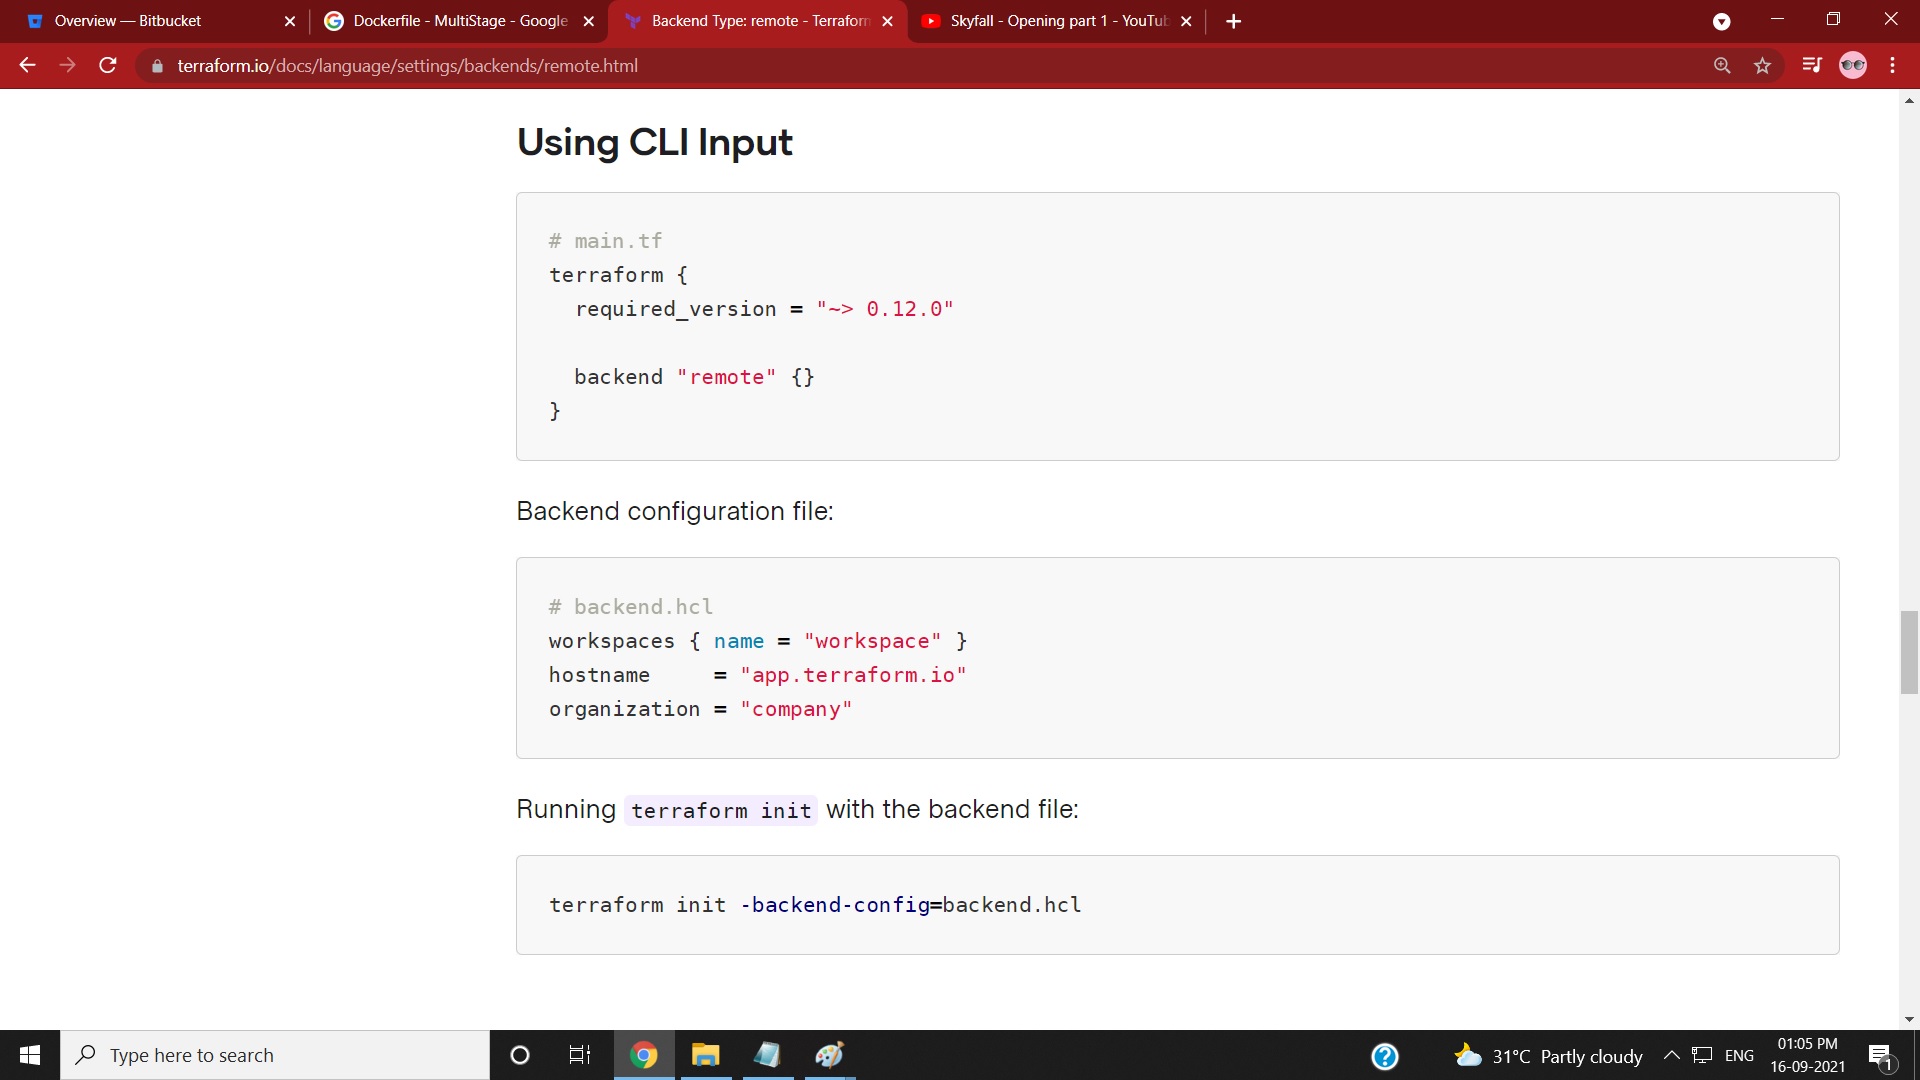 Overview — Bitbucket
Dockerfile - MultiStage - Google
Backend Type: remote - Terraform
Skyfall - Opening part 1 - YouTub
terraform.io/docs/language/settings/backends/remote.html
Using CLI Input
# main.tf
terraform {
  required_version = "~> 0.12.0"
  backend "remote" {}
}
Backend configuration file:
# backend.hcl
workspaces { name = "workspace" }
hostname     = "app.terraform.io"
organization = "company"
Running terraform init with the backend file:
terraform init -backend-config=backend.hcl
Type here to search
31°C Partly cloudy
ENG
01:05 PM
16-09-2021
1